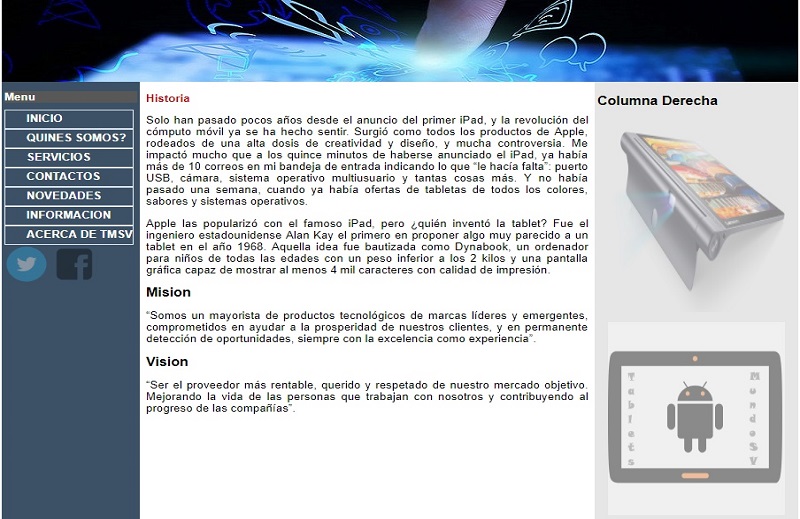 Menu
INICIO
QUINES SOMOS?
SERVICIOS
CONTACTOS
NOVEDADES
INFORMACION
ACERCA DE TMSV
Historia
Solo han pasado pocos años desde el anuncio del primer iPad, y la revolución del
cómputo móvil ya se ha hecho sentir. Surgió como todos los productos de Apple,
rodeados de una alta dosis de creatividad y diseño, y mucha controversia. Me
impactó mucho que a los quince minutos de haberse anunciado el iPad, ya había
más de 10 correos en mi bandeja de entrada indicando lo que “le hacía falta”: puerto
USB, cámara, sistema operativo multiusuario y tantas cosas más. Y no había
pasado una semana, cuando ya había ofertas de tabletas de todos los colores,
sabores y sistemas operativos.
Apple las popularizó con el famoso iPad, pero ¿quién inventó la tablet? Fue el
ingeniero estadounidense Alan Kay el primero en proponer algo muy parecido a un
tablet en el año 1968. Aquella idea fue bautizada como Dynabook, un ordenador
para niños de todas las edades con un peso inferior a los 2 kilos y una pantalla
gráfica capaz de mostrar al menos 4 mil caracteres con calidad de impresión.
Mision
“Somos un mayorista de productos tecnológicos de marcas líderes y emergentes,
comprometidos en ayudar a la prosperidad de nuestros clientes, y en permanente
detección de oportunidades, siempre con la excelencia como experiencia”.
Vision
“Ser el proveedor más rentable, querido y respetado de nuestro mercado objetivo.
Mejorando la vida de las personas que trabajan con nosotros y contribuyendo al
progreso de las compañías”.
Columna Derecha
Tablets
MundoSV